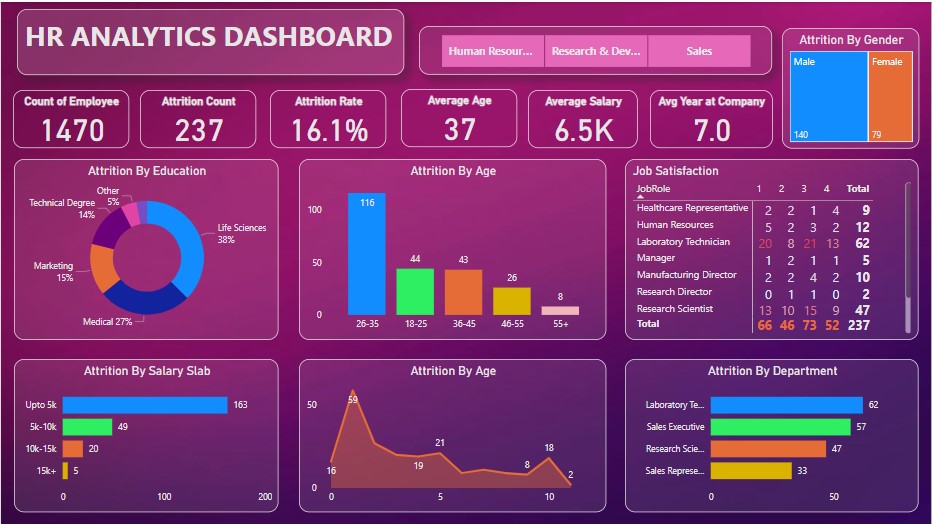 HR ANALYTICS DASHBOARD
Human Resour...
Research & Dev...
Sales
Attrition By Gender
Male
Female
140
79
Count of Employee
1470
Attrition Count
237
Attrition Rate
16.1%
Average Age
37
Average Salary
6.5K
Avg Year at Company
7.0
Attrition By Education
Other
5%
Technical Degree
14%
Life Sciences
38%
Marketing
15%
Medical 27%
Attrition By Age
100
50
0
116
44
43
26
8
26-35 18-25 36-45 46-55 55+
Job Satisfaction
JobRole 1 2 3 4 Total
Healthcare Representative 2 2 1 4 9
Human Resources 5 2 3 2 12
Laboratory Technician 20 8 21 13 62
Manager 1 2 1 1 5
Manufacturing Director 2 2 4 2 10
Research Director 0 1 1 0 2
Research Scientist 13 10 15 9 47
Total 66 46 73 52 237
Attrition By Salary Slab
Upto 5k 163
5k-10k 49
10k-15k 20
15k+ 5
0 100 200
Attrition By Age
50
0
16
59
19
21
8
18
2
0 5 10
Attrition By Department
Laboratory Te... 62
Sales Executive 57
Research Scie... 47
Sales Represe... 33
0 50